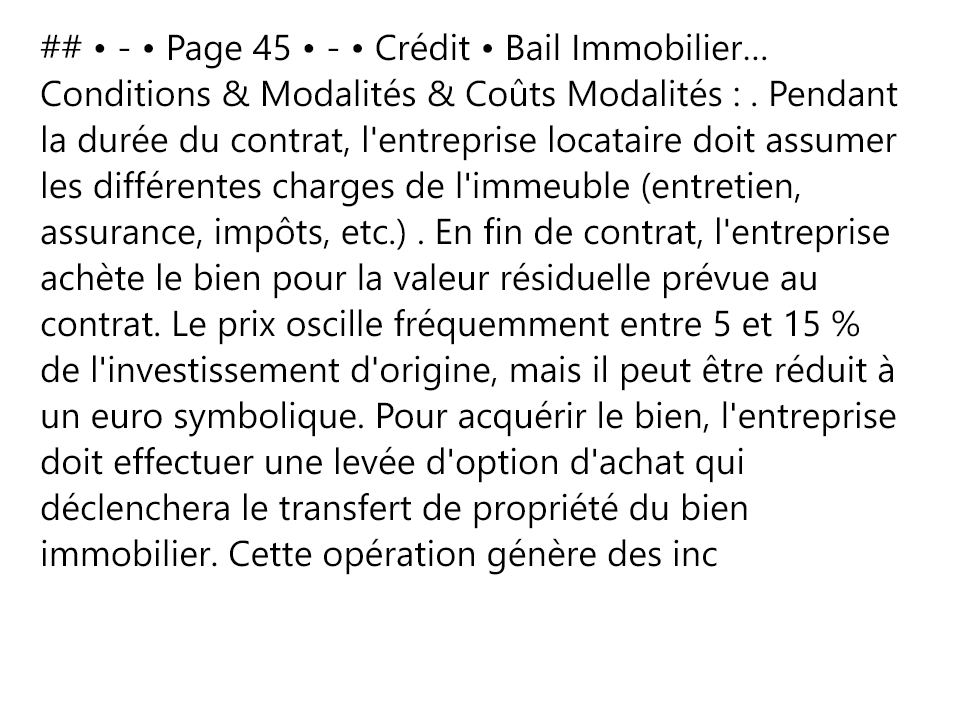 ## • - • Page 45 • - • Crédit • Bail Immobilier...
Conditions & Modalités & Coûts Modalités : . Pendant
la durée du contrat, l'entreprise locataire doit assumer
les différentes charges de l'immeuble (entretien,
assurance, impôts, etc.) . En fin de contrat, l'entreprise
achète le bien pour la valeur résiduelle prévue au
contrat. Le prix oscille fréquemment entre 5 et 15 %
de l'investissement d'origine, mais il peut être réduit à
un euro symbolique. Pour acquérir le bien, l'entreprise
doit effectuer une levée d'option d'achat qui
déclenchera le transfert de propriété du bien
immobilier. Cette opération génère des inc